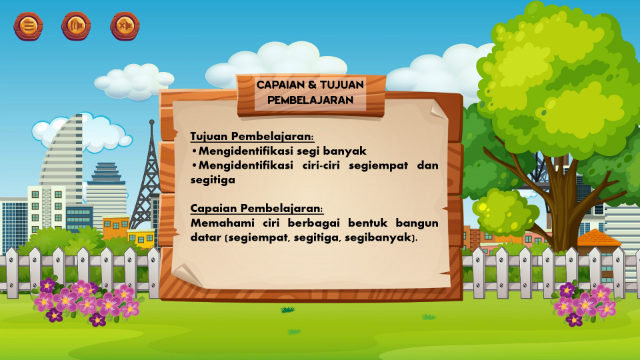 CAPAIAN & TUJUAN
PEMBELAJARAN
Tujuan Pembelajaran:
•Mengidentifikasi segi banyak
•Mengidentifikasi ciri-ciri segiempat dan
segitiga
Capaian Pembelajaran:
Memahami ciri berbagai bentuk bangun
datar (segiempat, segitiga, segibanyak).